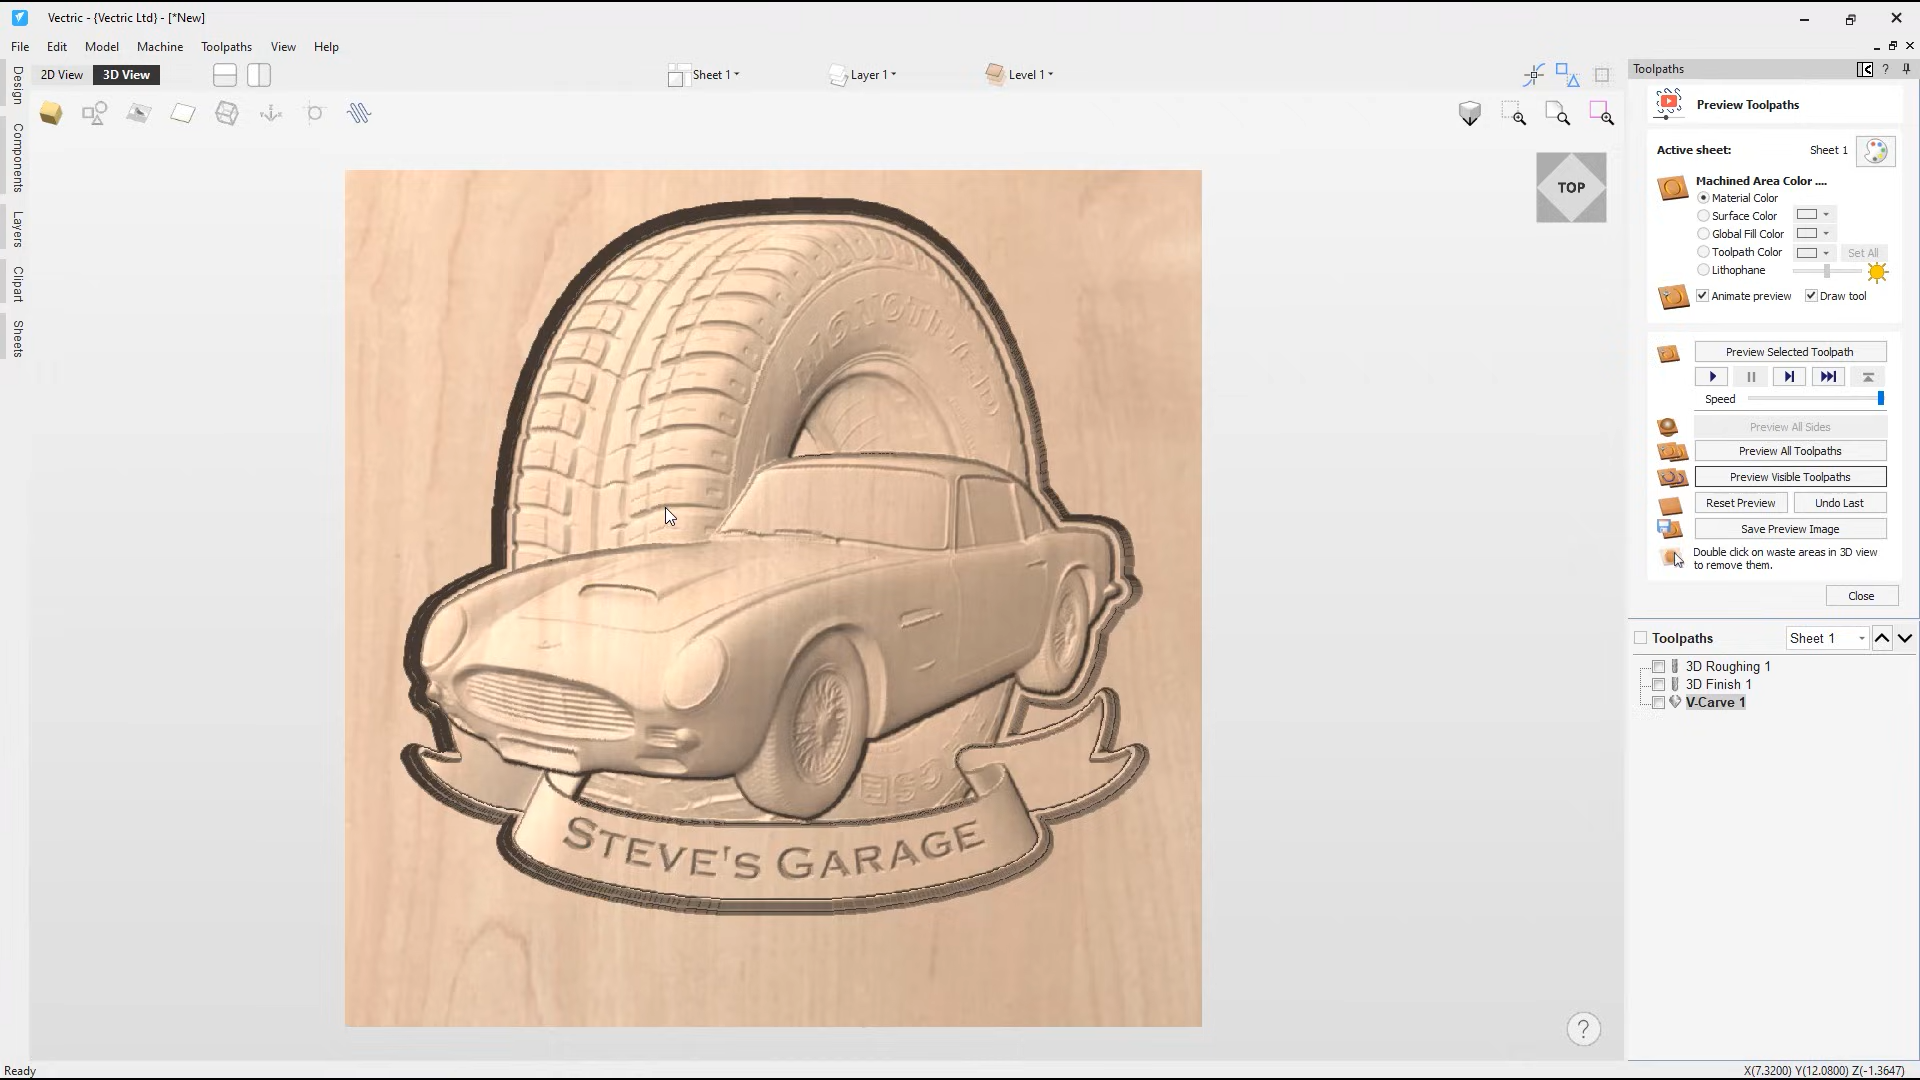 Vectric - {Vectric Ltd} - [*New]
File Edit Model Machine Toolpaths View Help
2D View 3D View Sheet 1 Layer 1 Level 1
Design
Components
Layers
Clipart
Sheets
TOP
STEVE'S GARAGE
Toolpaths ?
Preview Toolpaths
Active sheet: Sheet 1
Machined Area Color ....
Material Color
Surface Color
Global Fill Color
Toolpath Color Set All
Lithophane
Animate preview Draw tool
Preview Selected Toolpath
Speed
Preview All Sides
Preview All Toolpaths
Preview Visible Toolpaths
Reset Preview Undo Last
Save Preview Image
Double click on waste areas in 3D view
to remove them.
Close
Toolpaths Sheet 1
3D Roughing 1
3D Finish 1
V-Carve 1
?
Ready X(7.3200) Y(12.0800) Z(-1.3647)